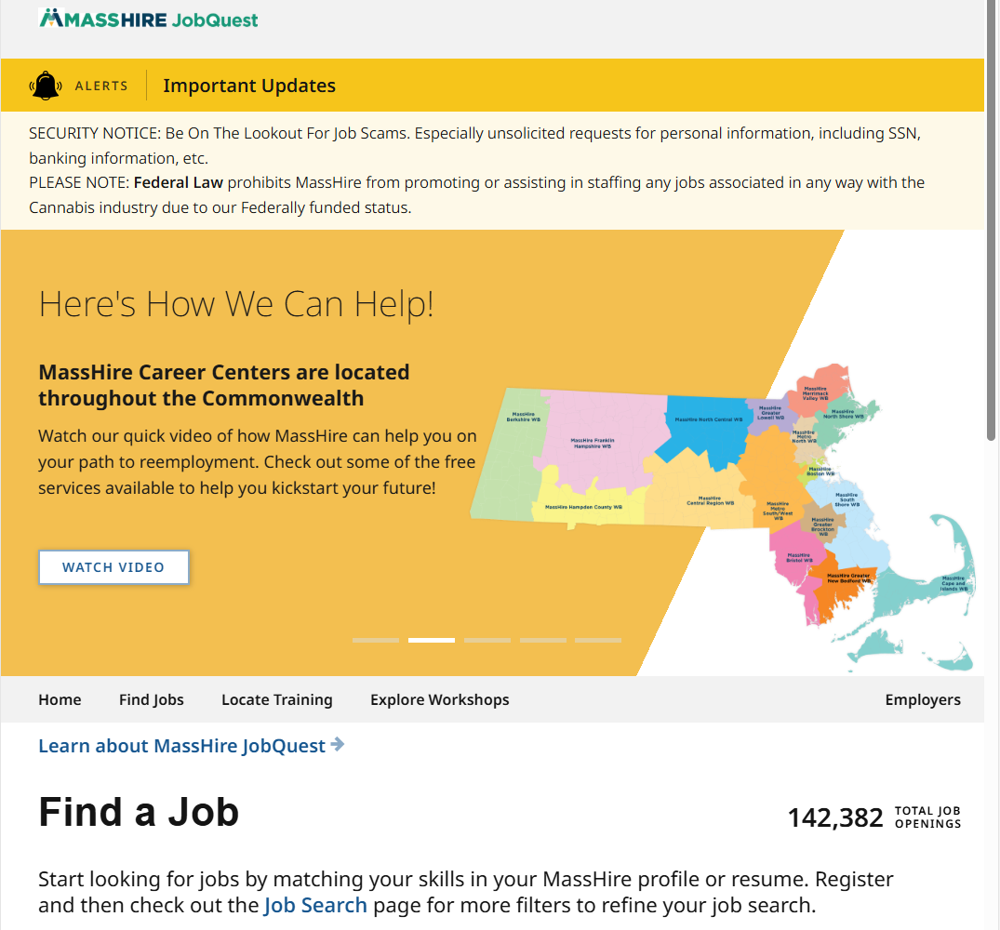 MASSHIRE JobQuest
ALERTS
Important Updates
SECURITY NOTICE: Be On The Lookout For Job Scams. Especially unsolicited requests for personal information, including SSN,
banking information, etc.
PLEASE NOTE: Federal Law prohibits MassHire from promoting or assisting in staffing any jobs associated in any way with the
Cannabis industry due to our Federally funded status.
Here's How We Can Help!
MassHire Career Centers are located
throughout the Commonwealth
Watch our quick video of how MassHire can help you on
your path to reemployment. Check out some of the free
services available to help you kickstart your future!
WATCH VIDEO
MassHire
Berkshire WB
MassHire Franklin
Hampshire WB
MassHire Hampden County WB
MassHire North Central WB
MassHire
Central Region WB
MassHire
Greater
Lowell WB
MassHire
Merrimack
Valley WB
MassHire
North Shore WB
MassHire
Metro
North WB
MassHire
Boston WB
MassHire
Metro
South/West
WB
MassHire
South
Shore WB
MassHire
Greater
Brockton
WB
MassHire
Bristol WB
MassHire Greater
New Bedford WB
MassHire
Cape and
Islands WB
Home
Find Jobs
Locate Training
Explore Workshops
Employers
Learn about MassHire JobQuest
Find a Job
142,382
TOTAL JOB
OPENINGS
Start looking for jobs by matching your skills in your MassHire profile or resume. Register
and then check out the Job Search page for more filters to refine your job search.